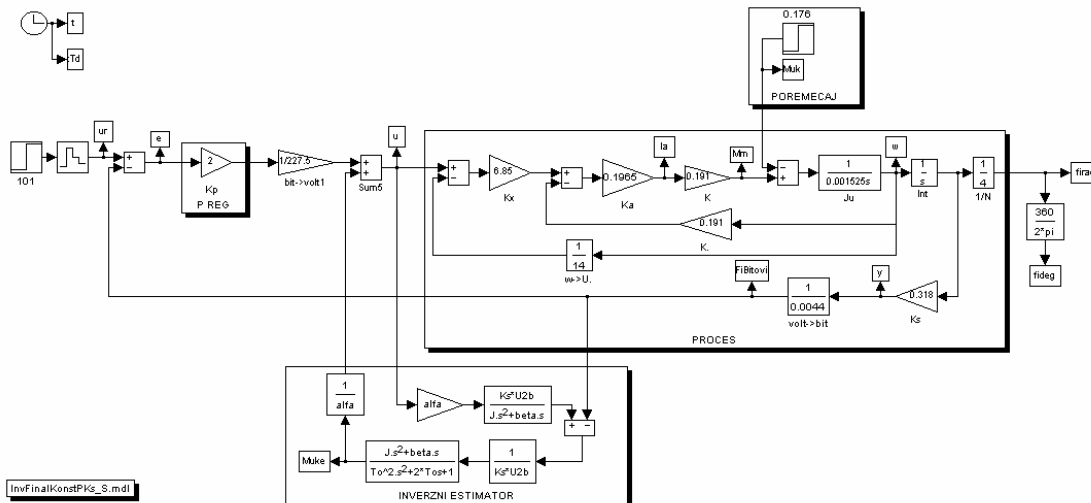 t
Td
0.176
Muk
POREMECAJ
101
ur
e
2
Kp
P REG
1/227.5
bit->volt1
+
+
Sum5
u
+
−
6.85
Kx
+
−
0.1965
Ka
Ia
0.191
K
Mm
−
+
1
0.001525s
Ju
w
1
s
Int
1
4
1/N
firad
360
2*pi
fideg
0.191
K.
1
14
w->U.
FiBitovi
1
0.0044
volt->bit
y
0.318
Ks
PROCES
+
−
1
alfa
alfa
Ks*U2b
J.s²+beta.s
+ −
Muke
J.s²+beta.s
To^2.s²+2*Tos+1
1
Ks*U2b
INVERZNI ESTIMATOR
InvFinalKonstPKs_S.mdl